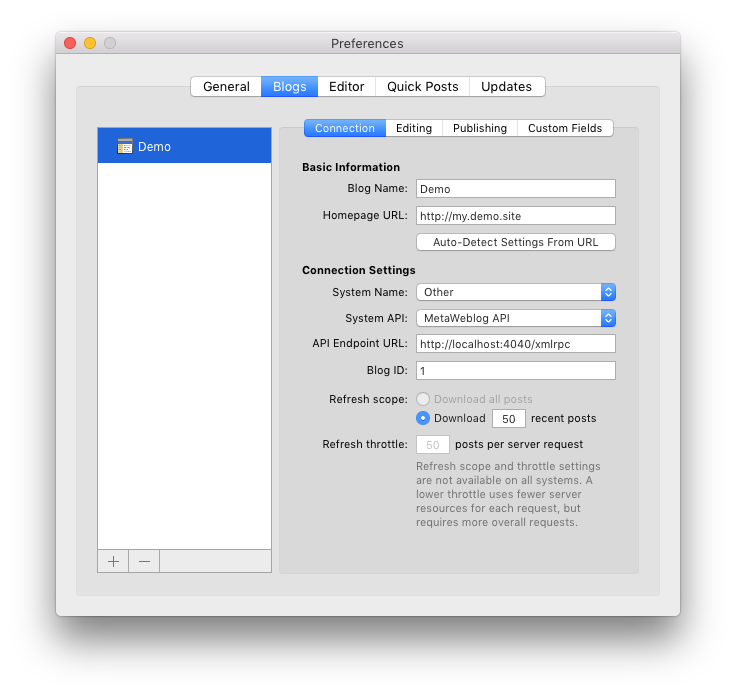 Preferences
General Blogs Editor Quick Posts Updates
Demo
Connection Editing Publishing Custom Fields
Basic Information
Blog Name: Demo
Homepage URL: http://my.demo.site
Auto-Detect Settings From URL
Connection Settings
System Name: Other
System API: MetaWeblog API
API Endpoint URL: http://localhost:4040/xmlrpc
Blog ID: 1
Refresh scope: Download all posts
Download 50 recent posts
Refresh throttle: 50 posts per server request
Refresh scope and throttle settings
are not available on all systems. A
lower throttle uses fewer server
resources for each request, but
requires more overall requests.